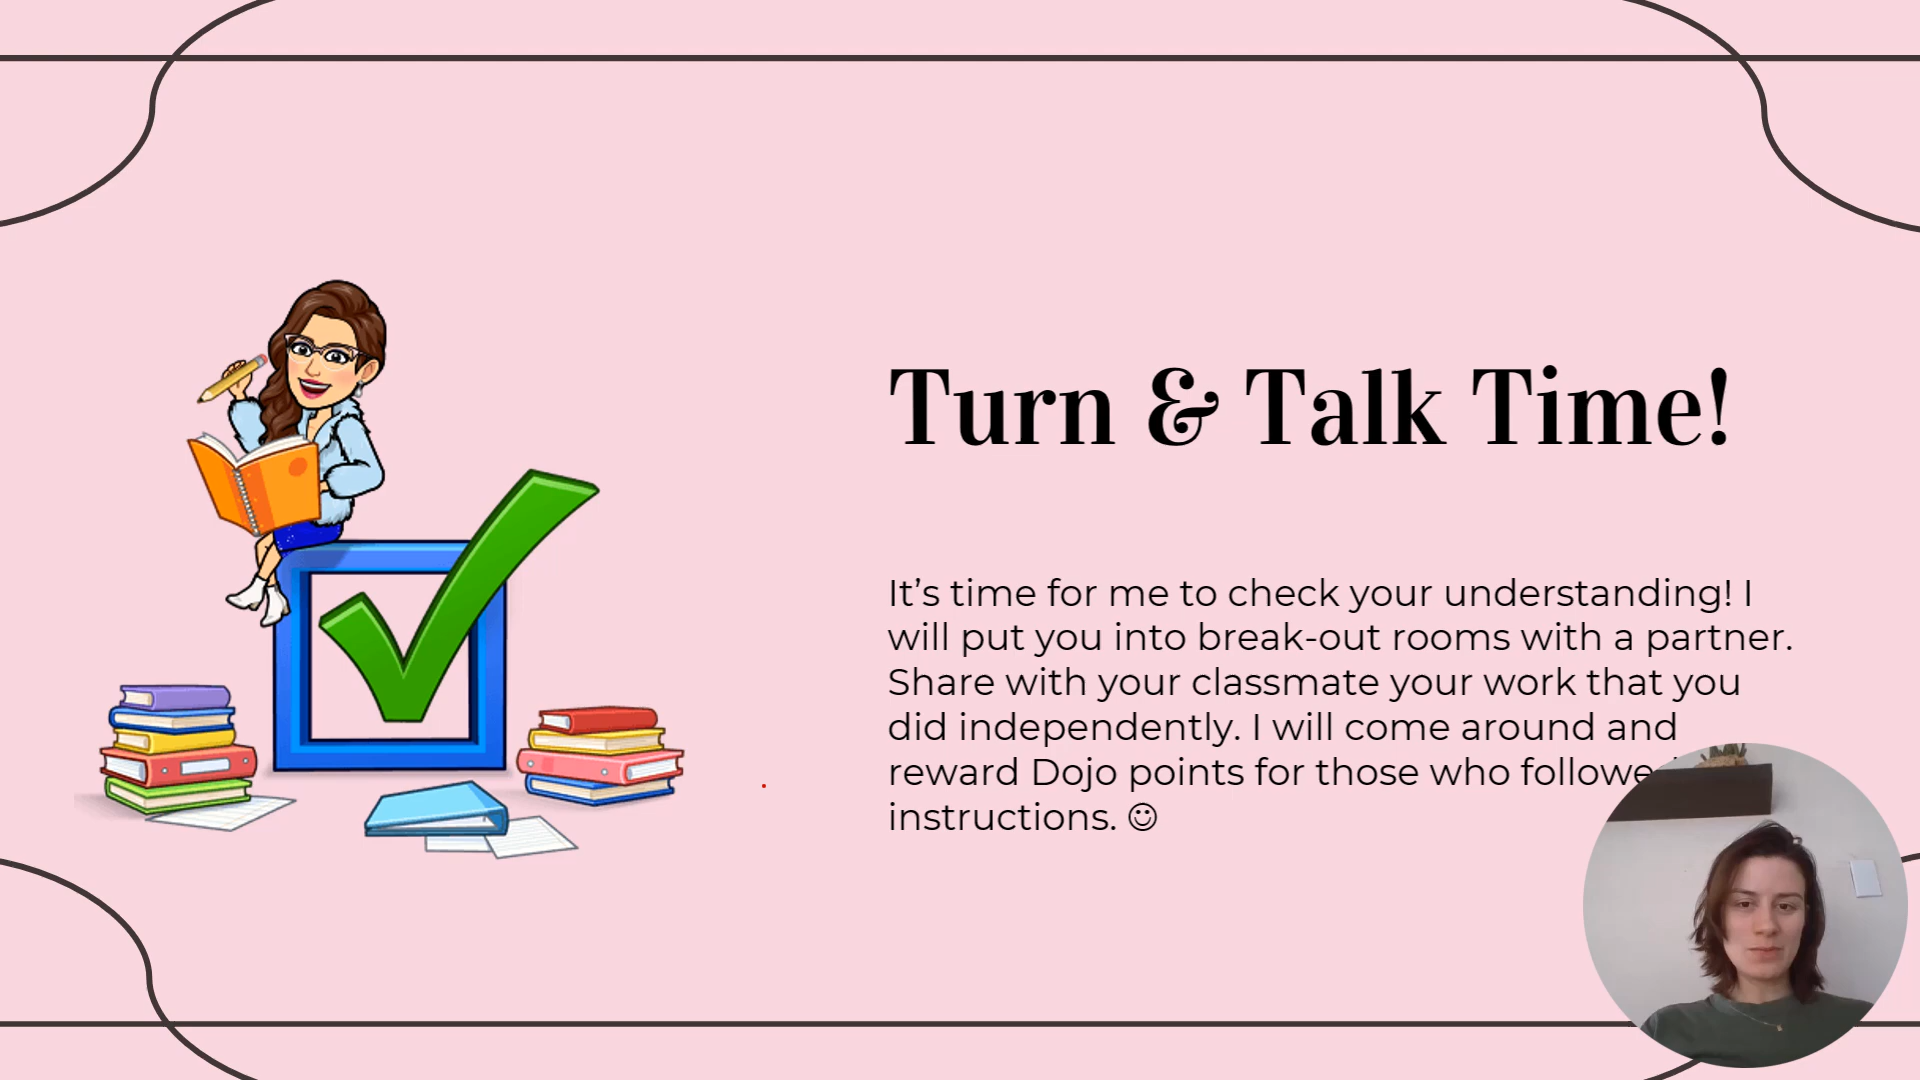 Turn & Talk Time!
It’s time for me to check your understanding! I
will put you into break-out rooms with a partner.
Share with your classmate your work that you
did independently. I will come around and
reward Dojo points for those who followed
instructions. ☺